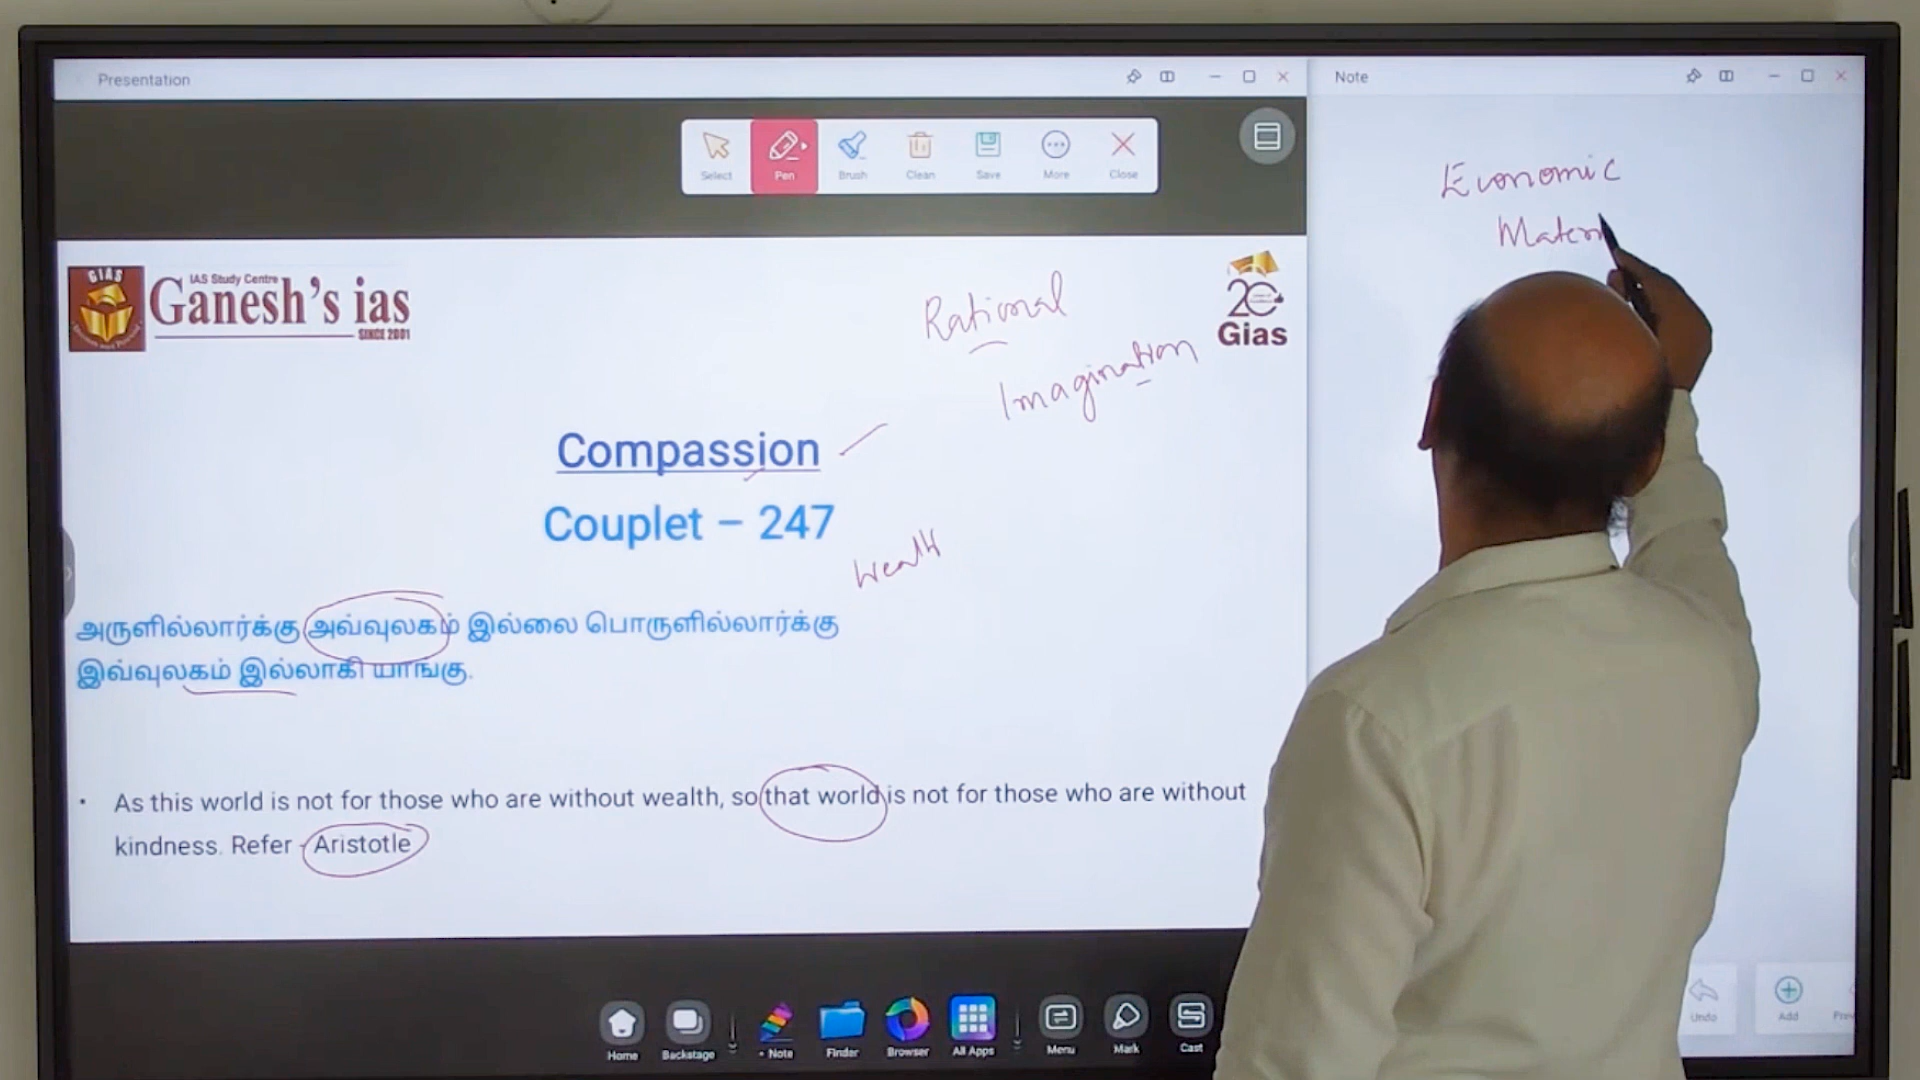 Presentation
Note
Select
Pen
Brush
Clean
Save
More
Close
Economic
GIAS
IAS Study Centre
Ganesh's ias
SINCE 2001
Rational
Imagination
20
Gias
Compassion
Couplet – 247
Wealth
அருளில்லார்க்கு அவ்வுலகம் இல்லை பொருளில்லார்க்கு
இவ்வுலகம் இல்லாகி யாங்கு.
• As this world is not for those who are without wealth, so that world is not for those who are without
kindness. Refer - Aristotle
Home
Backstage
Note
Finder
Browser
All Apps
Menu
Mark
Cast
Undo
Add